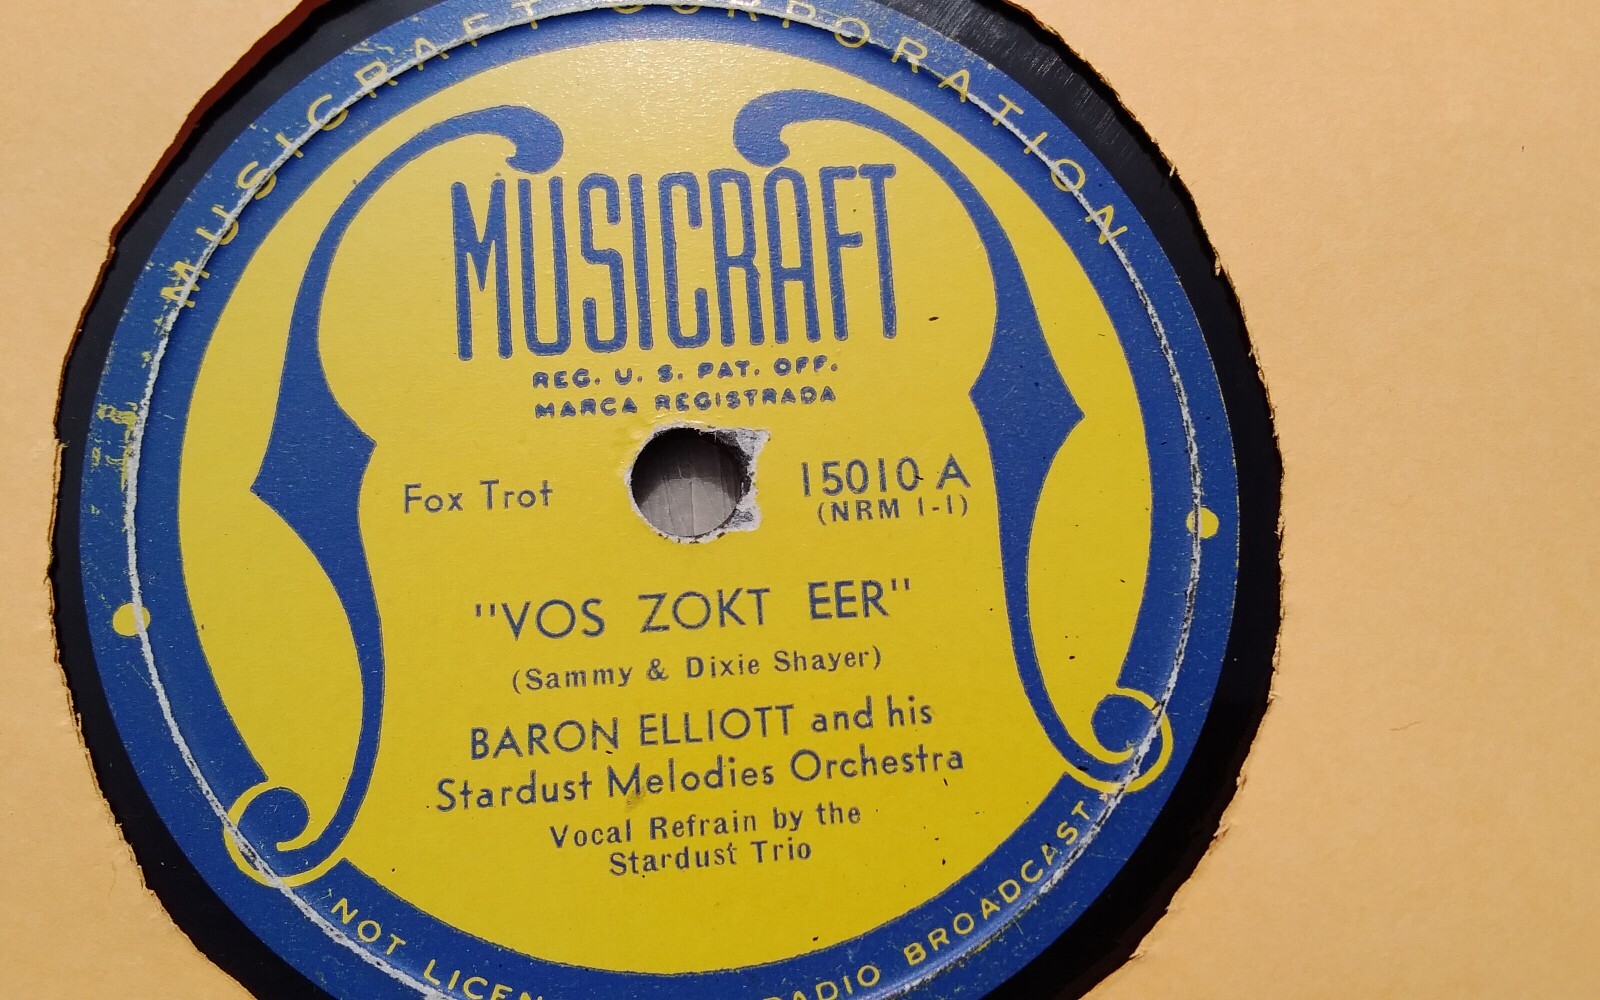 MUSICRAFT CORPORATION
MUSICRAFT
REG. U. S. PAT. OFF.
MARCA REGISTRADA
Fox Trot
15010 A
(NRM 1-1)
"VOS ZOKT EER"
(Sammy & Dixie Shayer)
BARON ELLIOTT and his
Stardust Melodies Orchestra
Vocal Refrain by the
Stardust Trio
NOT RADIO BROADCAST